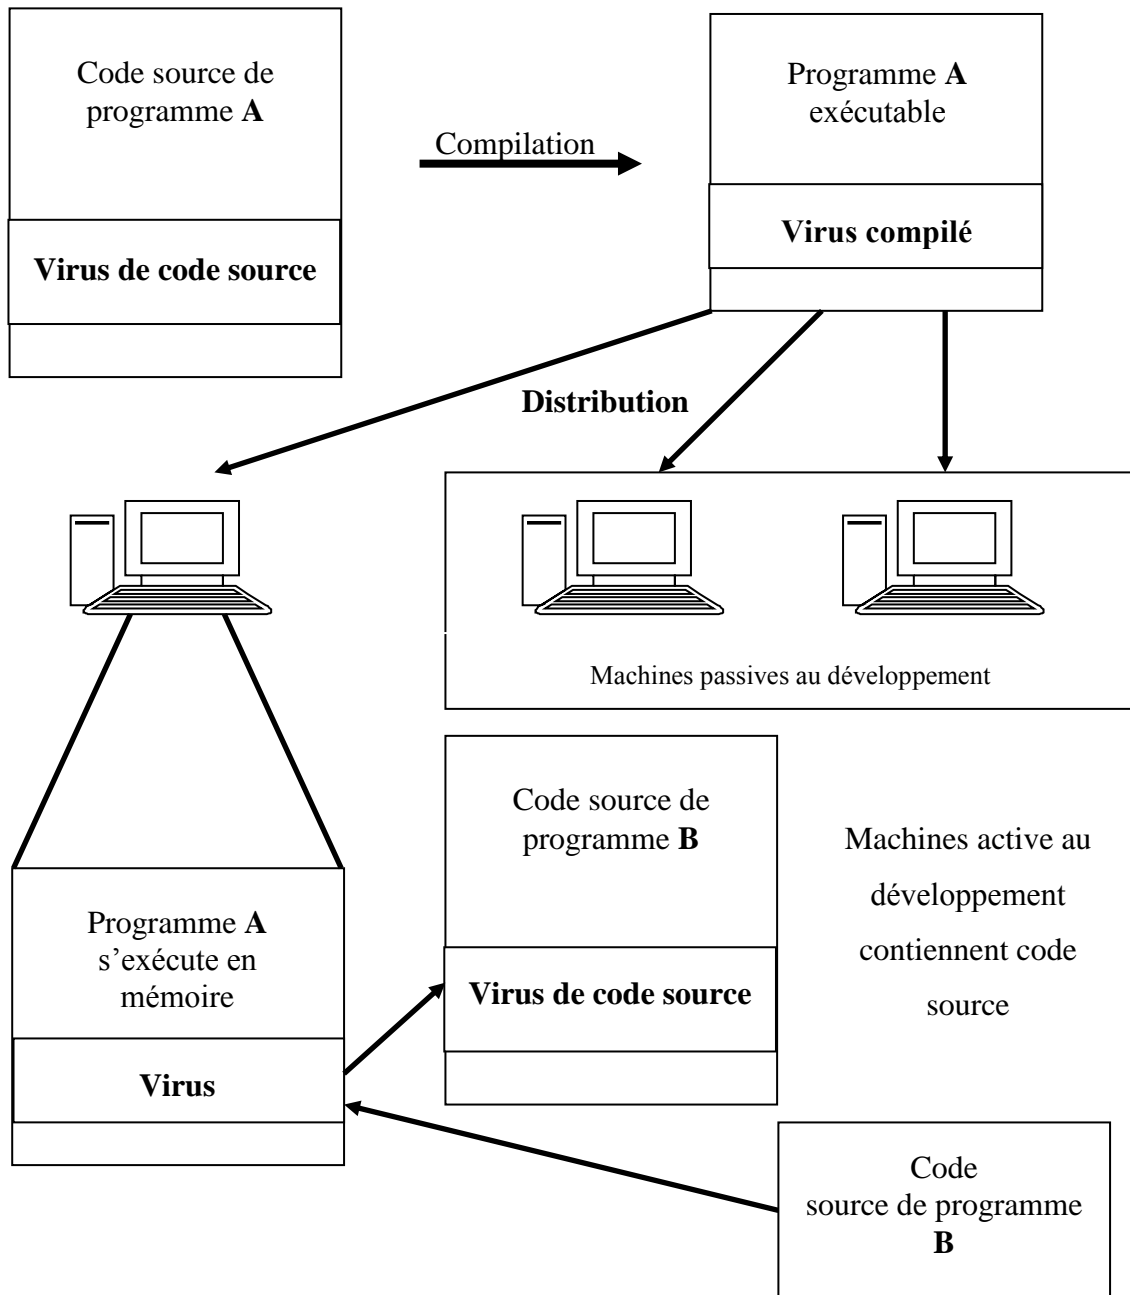 Code source de
programme A
Virus de code source
Compilation
Programme A
exécutable
Virus compilé
Distribution
Machines passives au développement
Code source de
programme B
Virus de code source
Machines active au
développement
contiennent code
source
Programme A
s’exécute en
mémoire
Virus
Code
source de programme
B